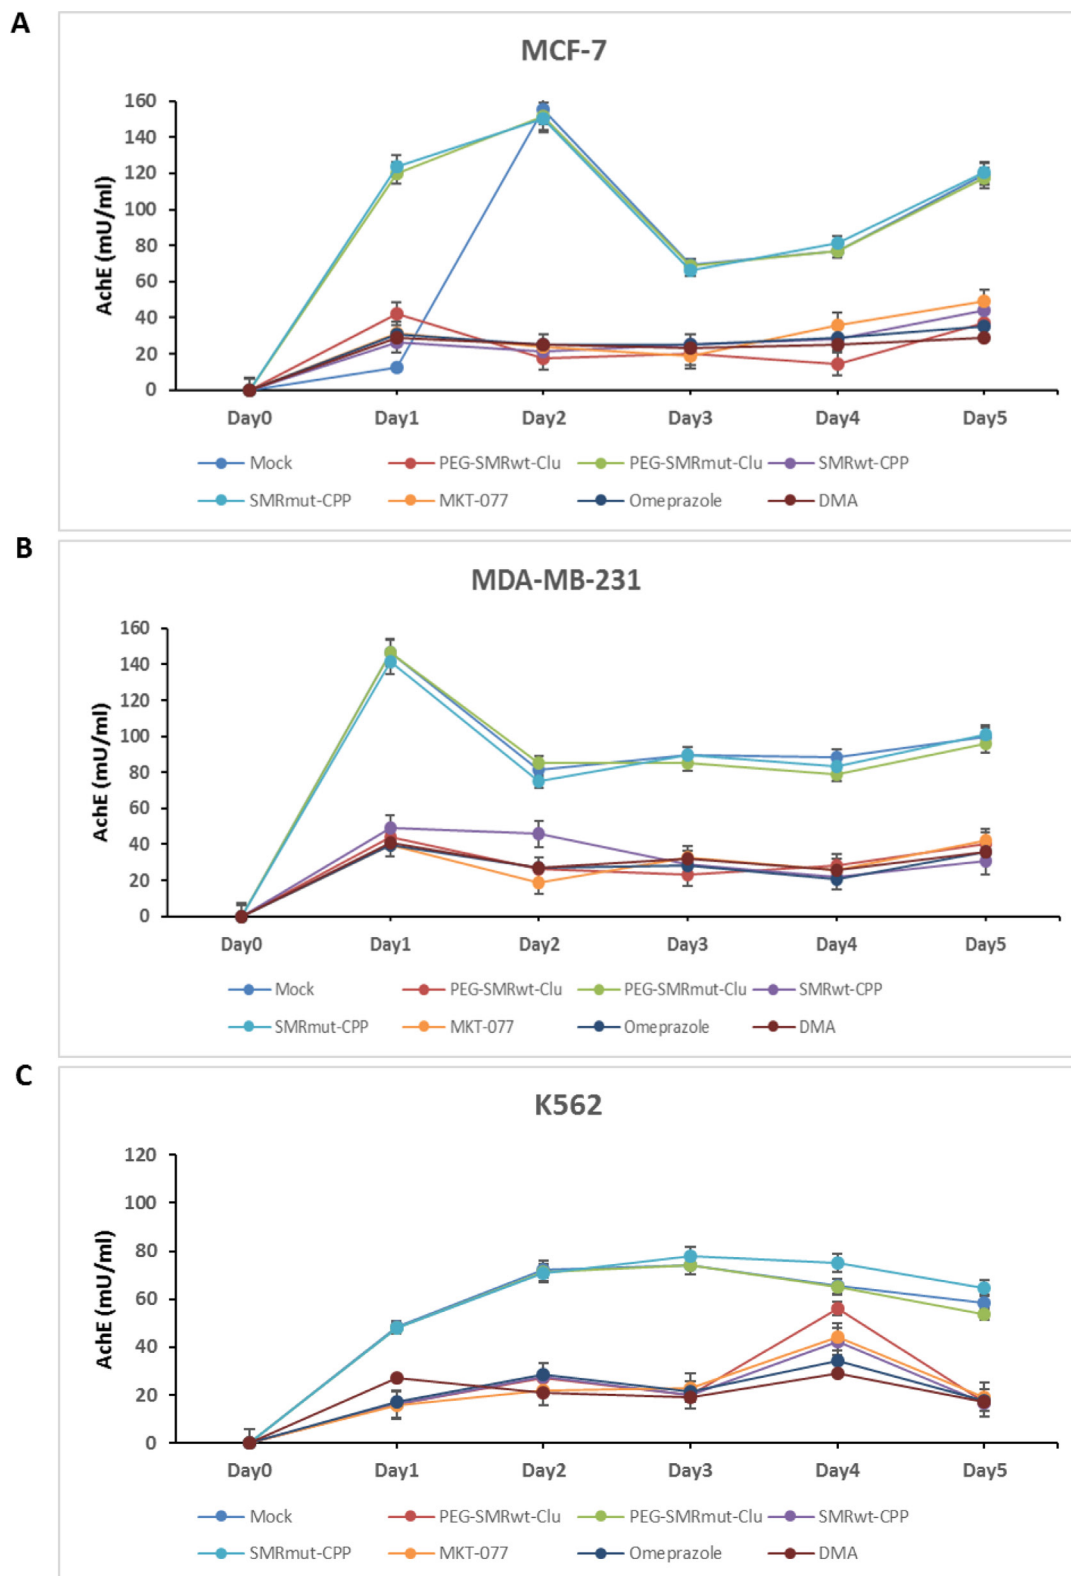 A
MCF-7
AchE (mU/ml)
160
140
120
100
80
60
40
20
0
Day0 Day1 Day2 Day3 Day4 Day5
Mock PEG-SMRwt-Clu PEG-SMRmut-Clu SMRwt-CPP
SMRmut-CPP MKT-077 Omeprazole DMA
B
MDA-MB-231
AchE (mU/ml)
160
140
120
100
80
60
40
20
0
Day0 Day1 Day2 Day3 Day4 Day5
Mock PEG-SMRwt-Clu PEG-SMRmut-Clu SMRwt-CPP
SMRmut-CPP MKT-077 Omeprazole DMA
C
K562
AchE (mU/ml)
120
100
80
60
40
20
0
Day0 Day1 Day2 Day3 Day4 Day5
Mock PEG-SMRwt-Clu PEG-SMRmut-Clu SMRwt-CPP
SMRmut-CPP MKT-077 Omeprazole DMA